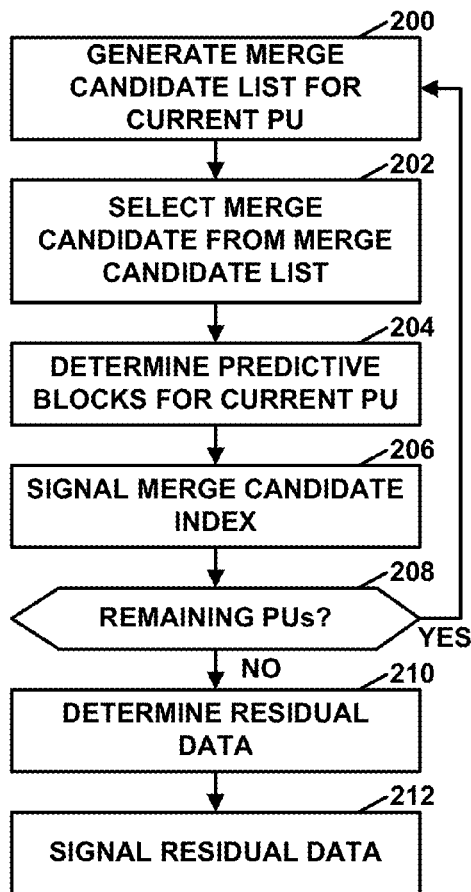 200
GENERATE MERGE
CANDIDATE LIST FOR
CURRENT PU
202
SELECT MERGE
CANDIDATE FROM MERGE
CANDIDATE LIST
204
DETERMINE PREDICTIVE
BLOCKS FOR CURRENT PU
206
SIGNAL MERGE CANDIDATE
INDEX
208
REMAINING PUs?
YES
NO
210
DETERMINE RESIDUAL
DATA
212
SIGNAL RESIDUAL DATA